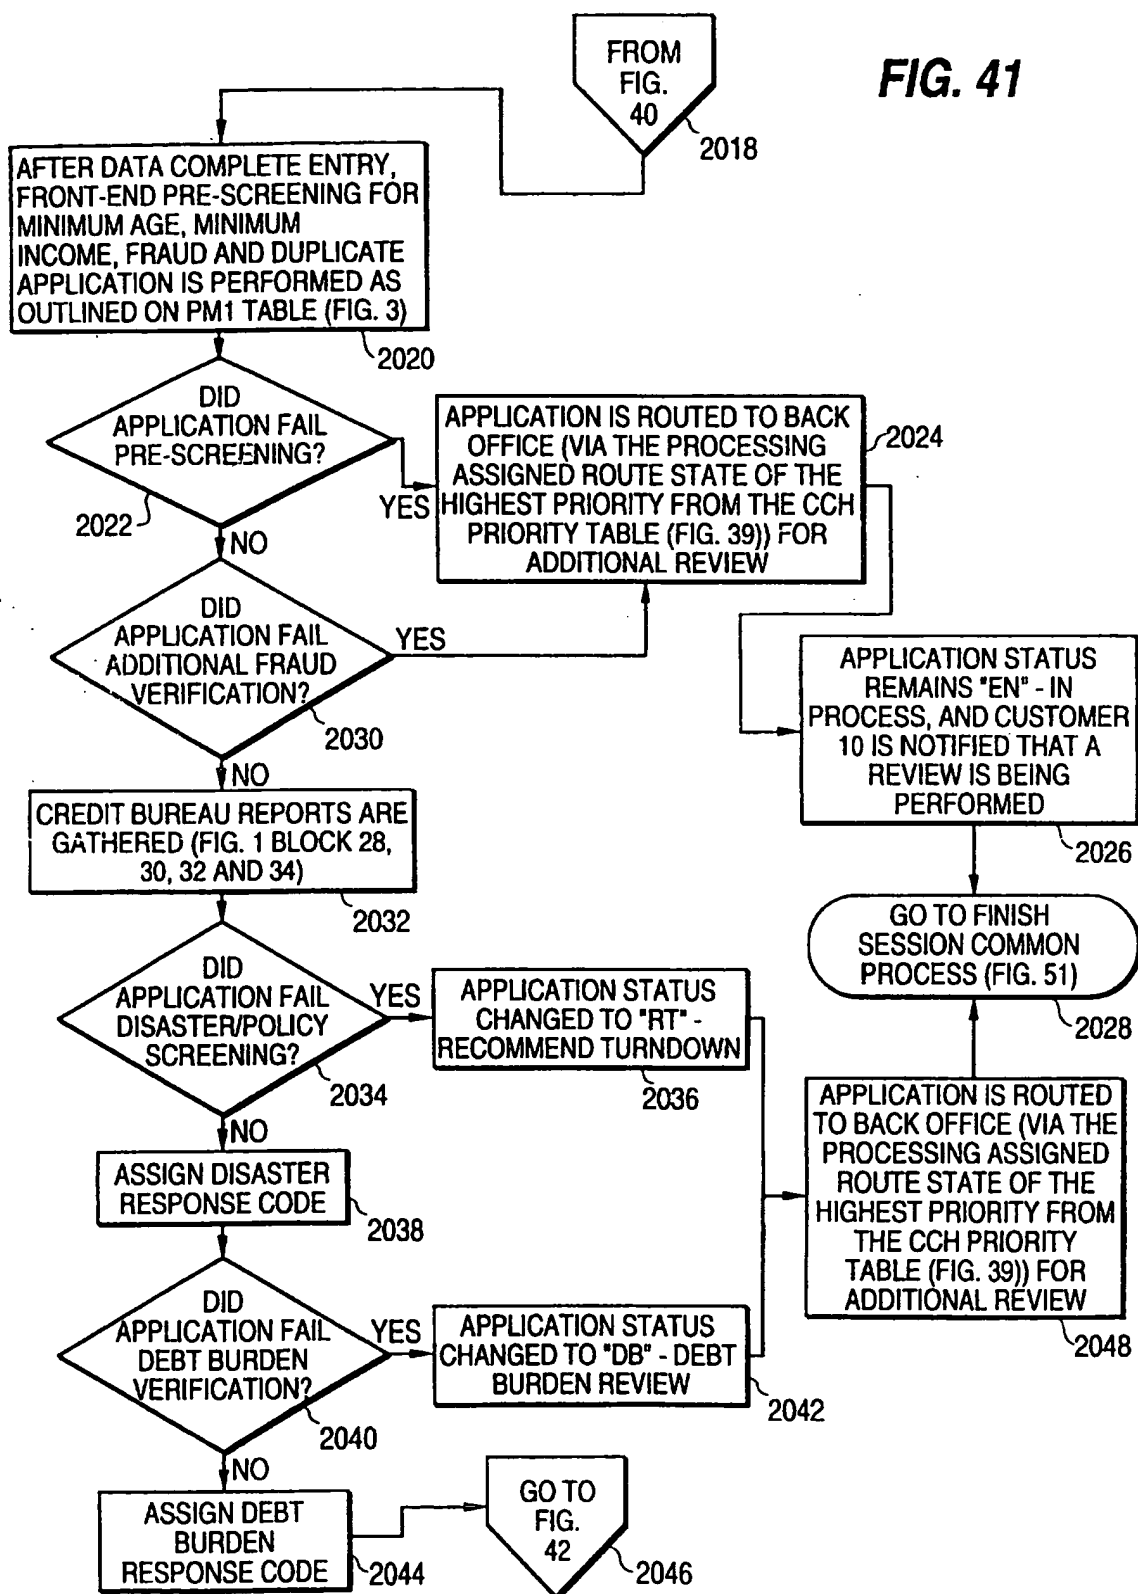 FROM
FIG.
40
FIG. 41
2018
AFTER DATA COMPLETE ENTRY,
FRONT-END PRE-SCREENING FOR
MINIMUM AGE, MINIMUM
INCOME, FRAUD AND DUPLICATE
APPLICATION IS PERFORMED AS
OUTLINED ON PM1 TABLE (FIG. 3)
2020
DID
APPLICATION FAIL
PRE-SCREENING?
2022
YES
NO
APPLICATION IS ROUTED TO BACK
OFFICE (VIA THE PROCESSING
ASSIGNED ROUTE STATE OF THE
HIGHEST PRIORITY FROM THE CCH
PRIORITY TABLE (FIG. 39)) FOR
ADDITIONAL REVIEW
2024
DID
APPLICATION FAIL
ADDITIONAL FRAUD
VERIFICATION?
YES
2030
NO
APPLICATION STATUS
REMAINS "EN" - IN
PROCESS, AND CUSTOMER
10 IS NOTIFIED THAT A
REVIEW IS BEING
PERFORMED
2026
CREDIT BUREAU REPORTS ARE
GATHERED (FIG. 1 BLOCK 28,
30, 32 AND 34)
2032
GO TO FINISH
SESSION COMMON
PROCESS (FIG. 51)
2028
DID
APPLICATION FAIL
DISASTER/POLICY
SCREENING?
2034
YES
NO
APPLICATION STATUS
CHANGED TO "RT" -
RECOMMEND TURNDOWN
2036
APPLICATION IS ROUTED
TO BACK OFFICE (VIA THE
PROCESSING ASSIGNED
ROUTE STATE OF THE
HIGHEST PRIORITY FROM
THE CCH PRIORITY
TABLE (FIG. 39)) FOR
ADDITIONAL REVIEW
2048
ASSIGN DISASTER
RESPONSE CODE
2038
DID
APPLICATION FAIL
DEBT BURDEN
VERIFICATION?
2040
YES
NO
APPLICATION STATUS
CHANGED TO "DB" - DEBT
BURDEN REVIEW
2042
ASSIGN DEBT
BURDEN
RESPONSE CODE
2044
GO TO
FIG.
42
2046